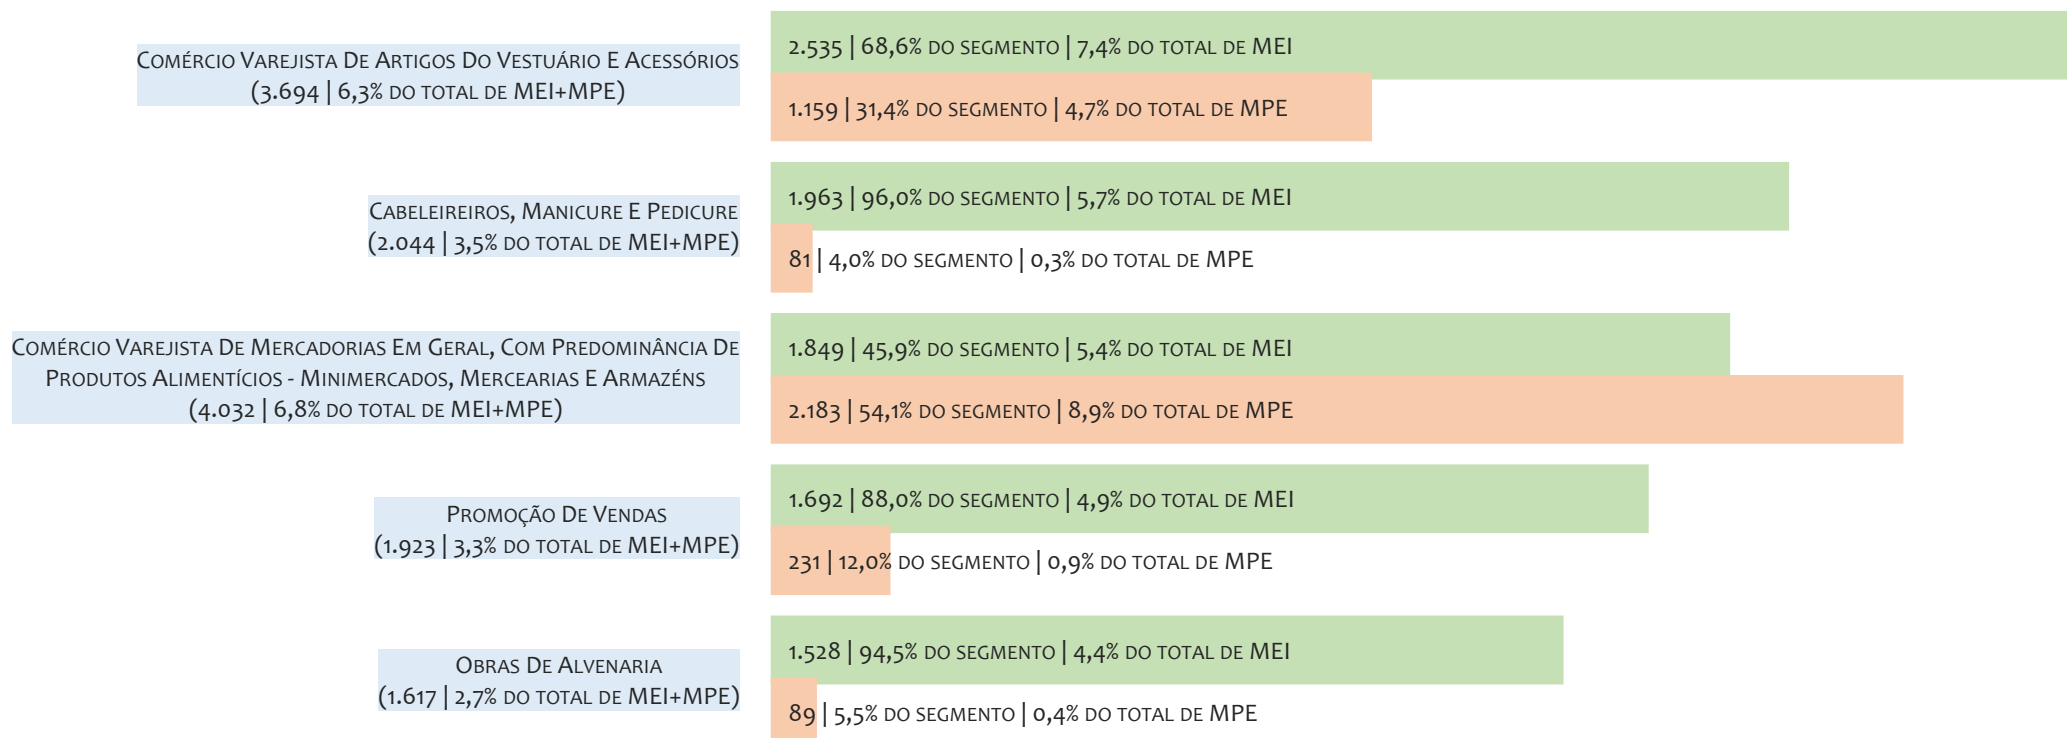 Comércio Varejista De Artigos Do Vestuário E Acessórios
(3.694 | 6,3% do total de MEI+MPE)
2.535 | 68,6% do segmento | 7,4% do total de MEI
1.159 | 31,4% do segmento | 4,7% do total de MPE
Cabeleireiros, Manicure E Pedicure
(2.044 | 3,5% do total de MEI+MPE)
1.963 | 96,0% do segmento | 5,7% do total de MEI
81 | 4,0% do segmento | 0,3% do total de MPE
Comércio Varejista De Mercadorias Em Geral, Com Predominância De
Produtos Alimentícios - Minimercados, Mercearias E Armazéns
(4.032 | 6,8% do total de MEI+MPE)
1.849 | 45,9% do segmento | 5,4% do total de MEI
2.183 | 54,1% do segmento | 8,9% do total de MPE
Promoção De Vendas
(1.923 | 3,3% do total de MEI+MPE)
1.692 | 88,0% do segmento | 4,9% do total de MEI
231 | 12,0% do segmento | 0,9% do total de MPE
Obras De Alvenaria
(1.617 | 2,7% do total de MEI+MPE)
1.528 | 94,5% do segmento | 4,4% do total de MEI
89 | 5,5% do segmento | 0,4% do total de MPE